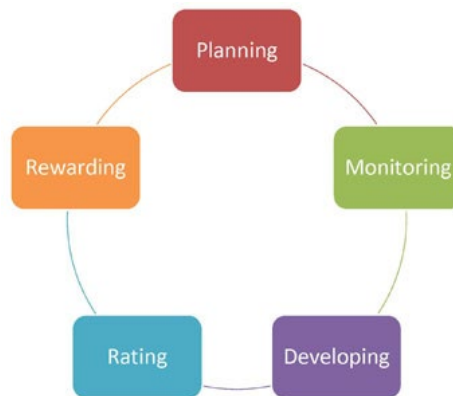 Planning
Monitoring
Developing
Rating
Rewarding